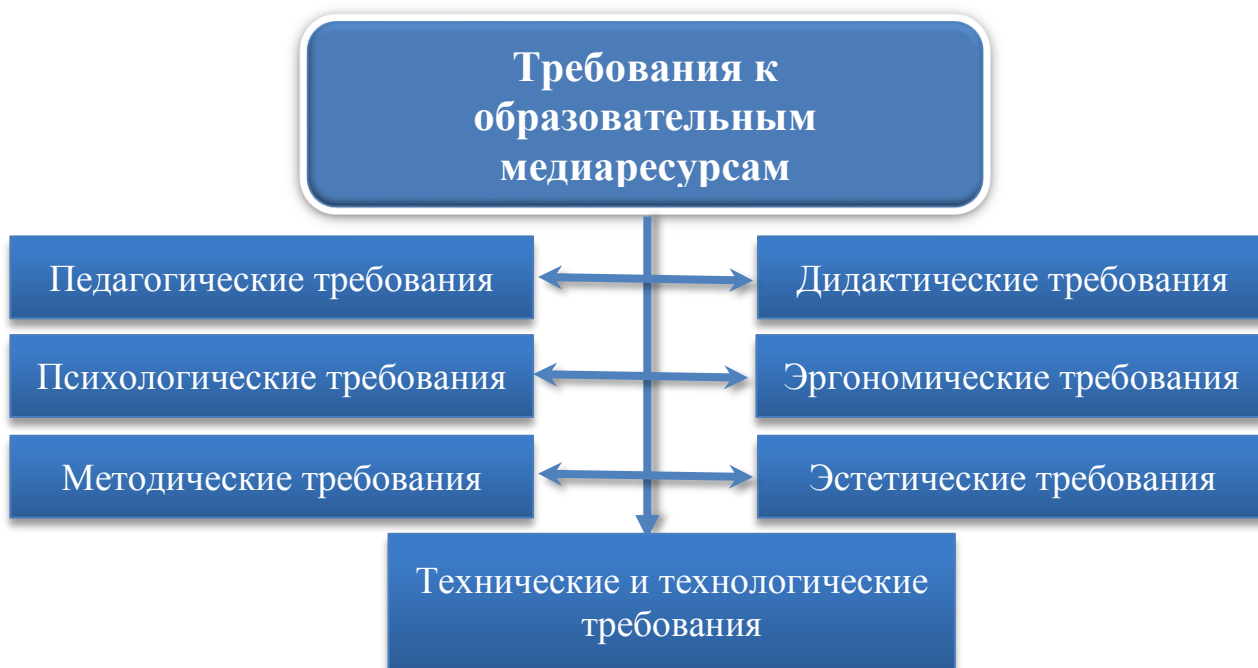 Требования к
образовательным
медиаресурсам
Педагогические требования
Дидактические требования
Психологические требования
Эргономические требования
Методические требования
Эстетические требования
Технические и технологические
требования